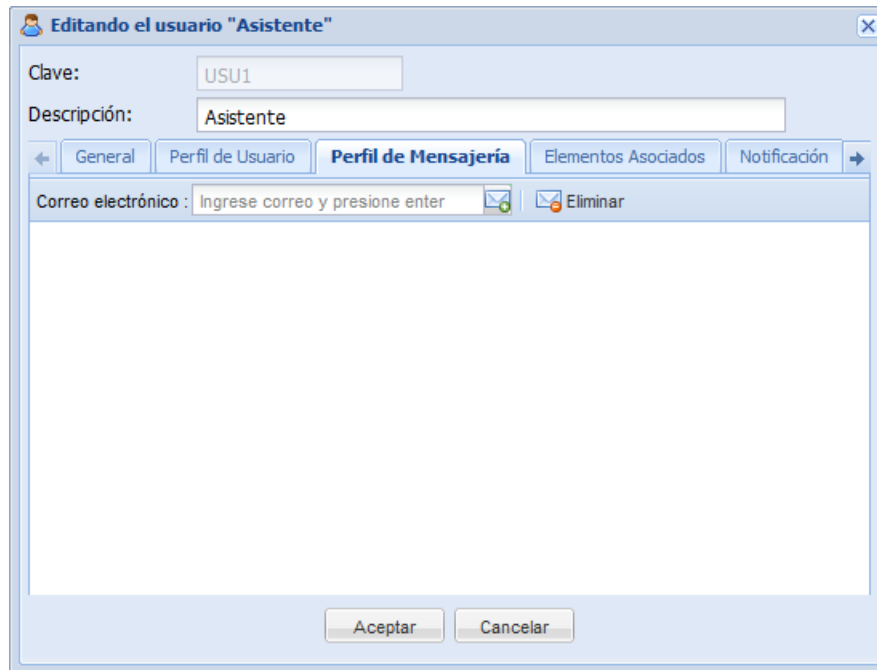 Editando el usuario "Asistente"
Clave: USU1
Descripción: Asistente
General Perfil de Usuario Perfil de Mensajería Elementos Asociados Notificación
Correo electrónico : Ingrese correo y presione enter Eliminar
Aceptar Cancelar